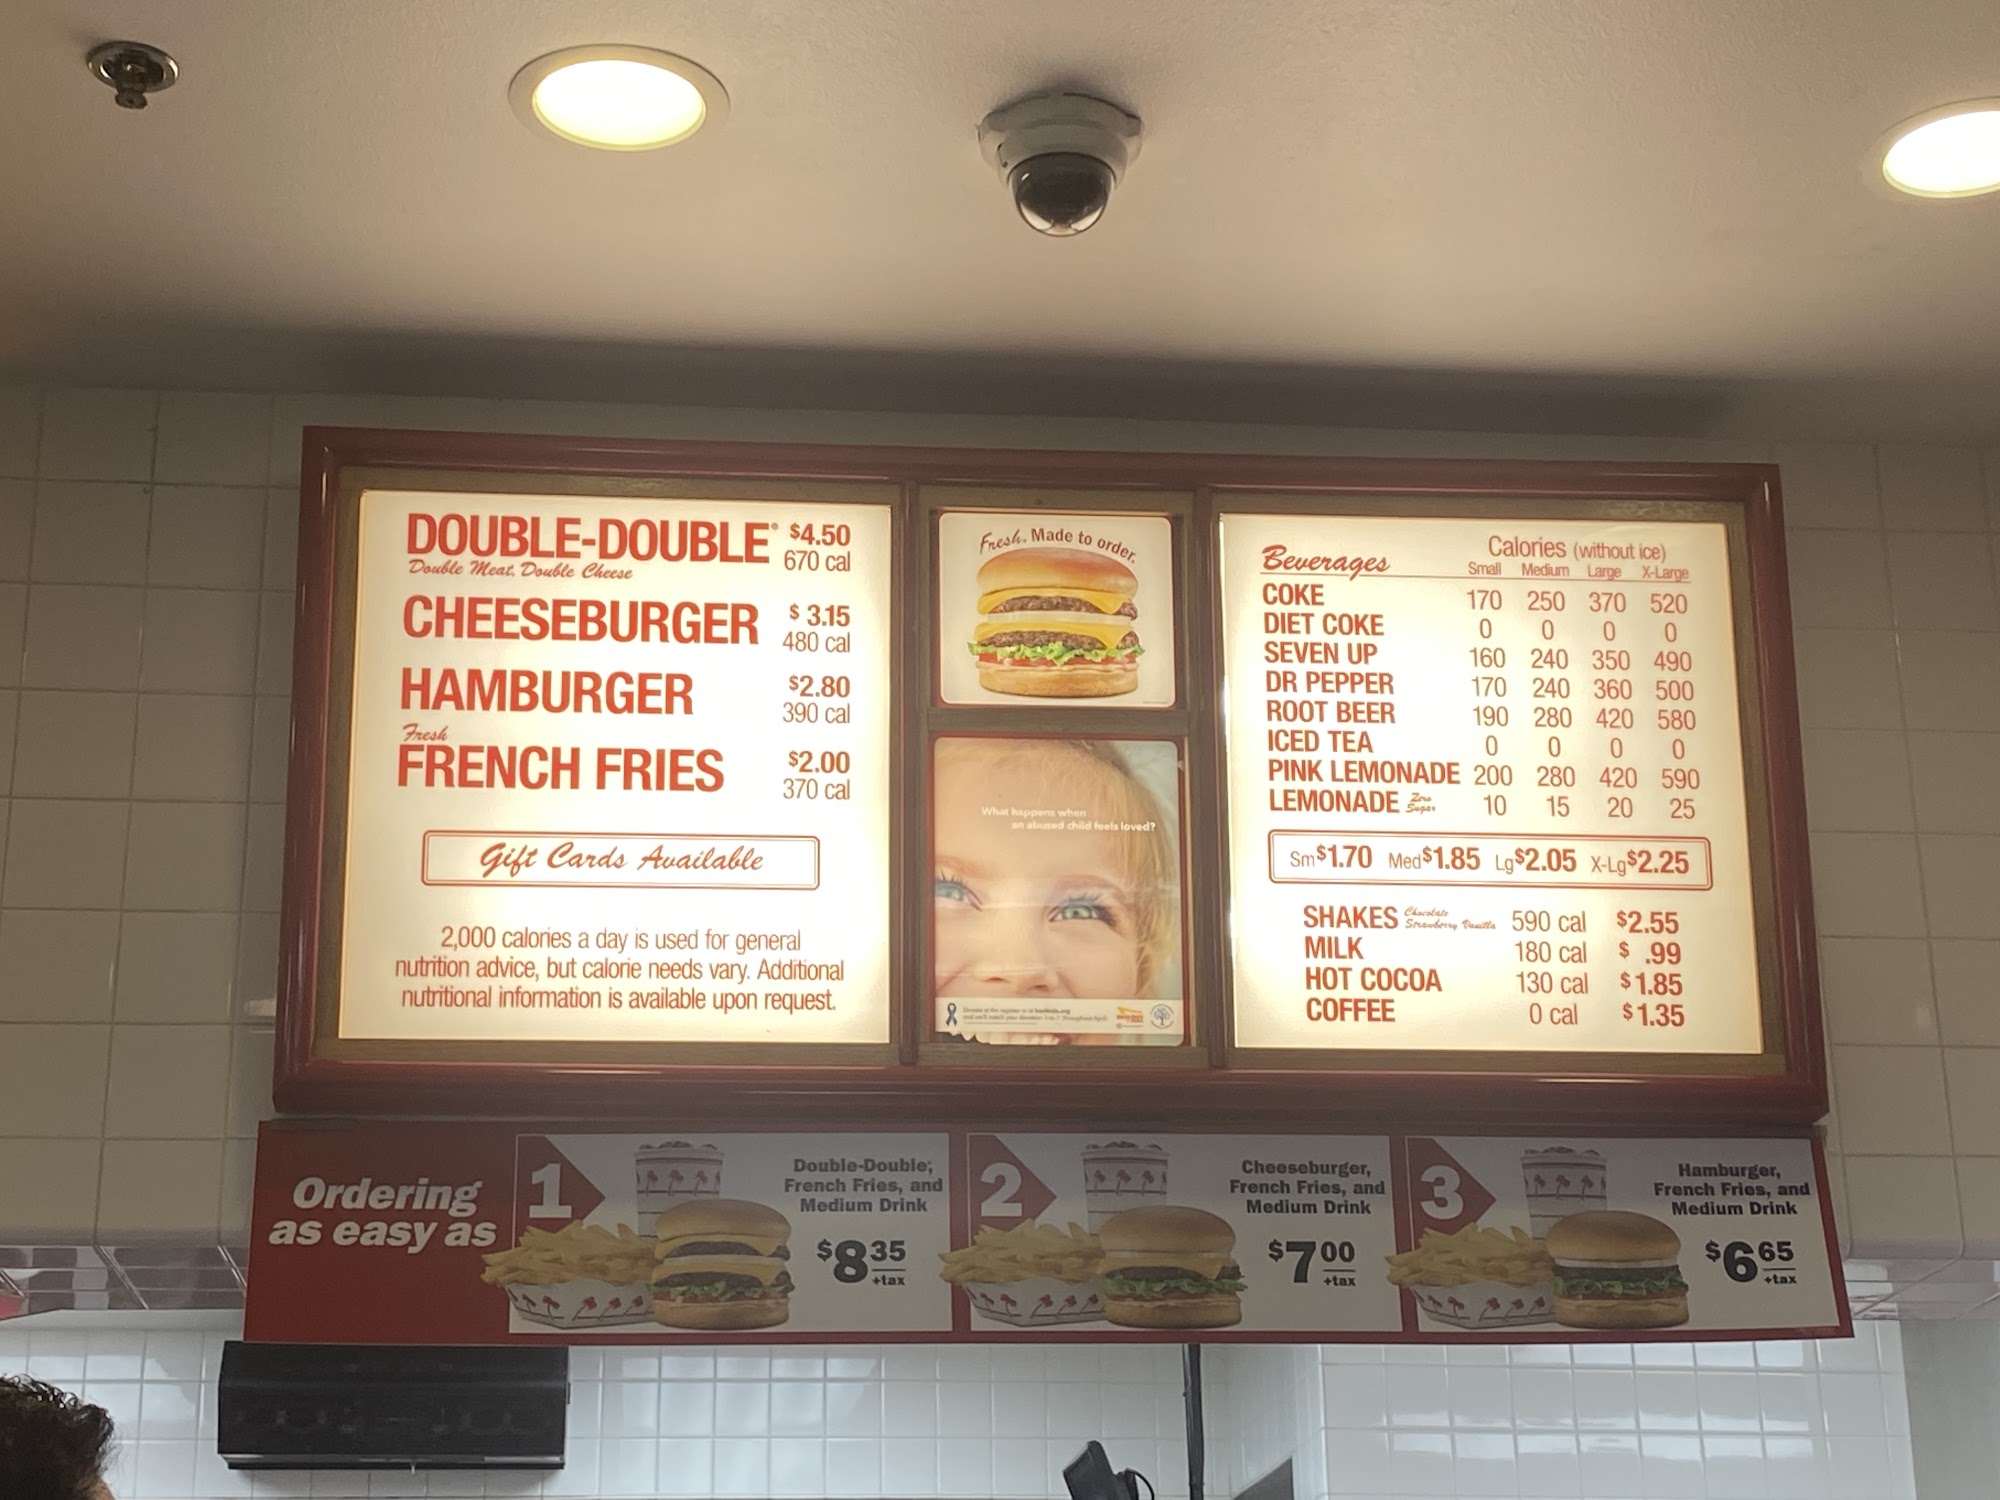 DOUBLE-DOUBLE® $4.50
Double Meat, Double Cheese 670 cal
CHEESEBURGER $3.15
480 cal
HAMBURGER $2.80
390 cal
Fresh
FRENCH FRIES $2.00
370 cal
Gift Cards Available
2,000 calories a day is used for general
nutrition advice, but calorie needs vary. Additional
nutritional information is available upon request.
Fresh. Made to order.
What happens when
an abused child feels loved?
Beverages Calories (without ice)
Small Medium Large X-Large
COKE 170 250 370 520
DIET COKE 0 0 0 0
SEVEN UP 160 240 350 490
DR PEPPER 170 240 360 500
ROOT BEER 190 280 420 580
ICED TEA 0 0 0 0
PINK LEMONADE 200 280 420 590
LEMONADE Zero Sugar 10 15 20 25
Sm $1.70 Med $1.85 Lg $2.05 X-Lg $2.25
SHAKES Chocolate Strawberry Vanilla 590 cal $2.55
MILK 180 cal $ .99
HOT COCOA 130 cal $1.85
COFFEE 0 cal $1.35
Ordering
as easy as
1
Double-Double,
French Fries, and
Medium Drink
$8 35
+tax
2
Cheeseburger,
French Fries, and
Medium Drink
$7 00
+tax
3
Hamburger,
French Fries, and
Medium Drink
$6 65
+tax